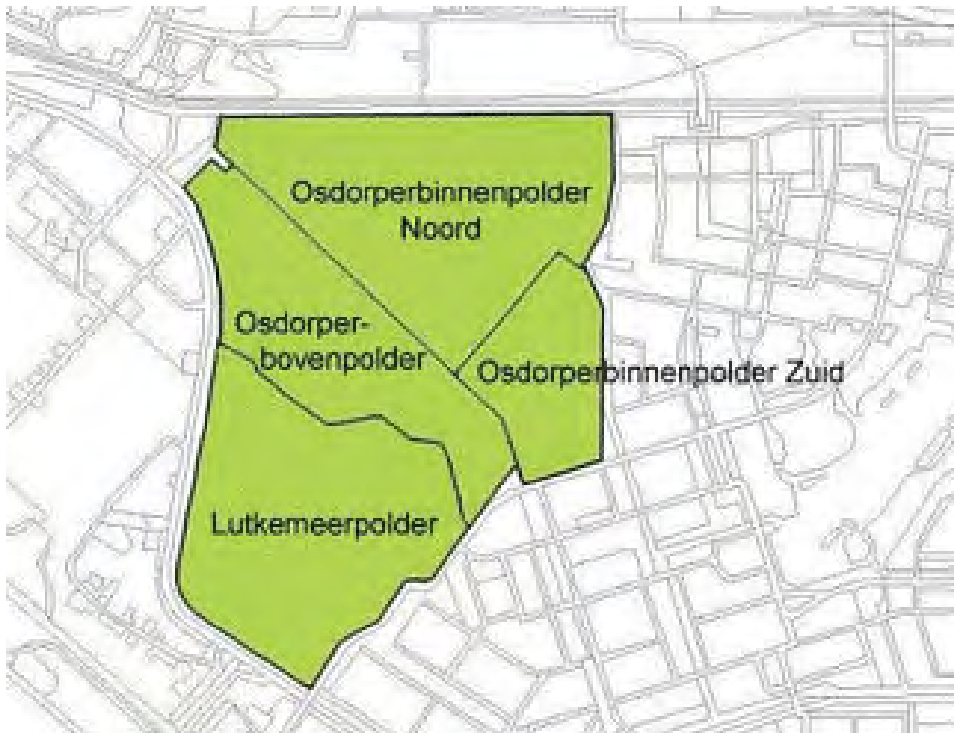 Osdorperbinnenpolder
Noord
Osdorper-
bovenpolder
Osdorperbinnenpolder Zuid
Lutkemeerpolder